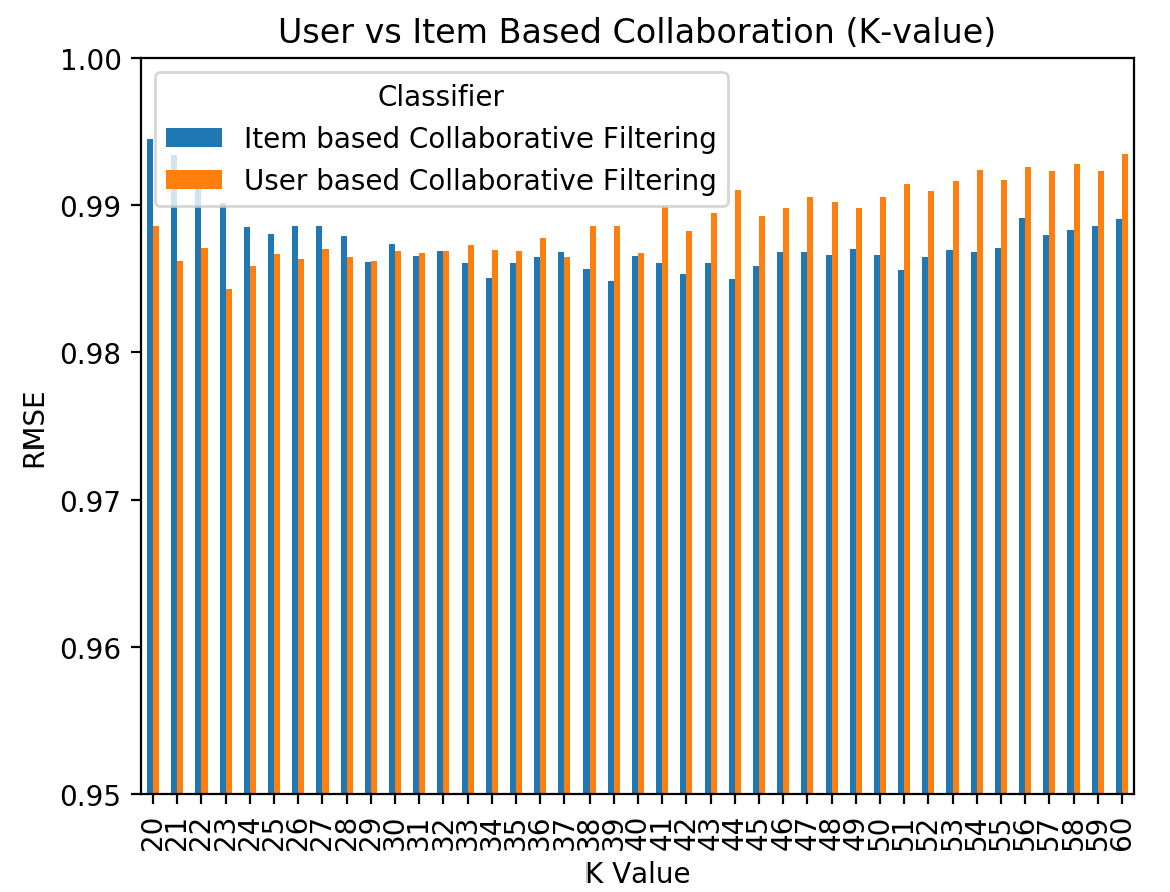 User vs Item Based Collaboration (K-value)
1.00
0.99
0.98
0.97
0.96
0.95
RMSE
Classifier
Item based Collaborative Filtering
User based Collaborative Filtering
20 21 22 23 24 25 26 27 28 29 30 31 32 33 34 35 36 37 38 39 40 41 42 43 44 45 46 47 48 49 50 51 52 53 54 55 56 57 58 59 60
K Value